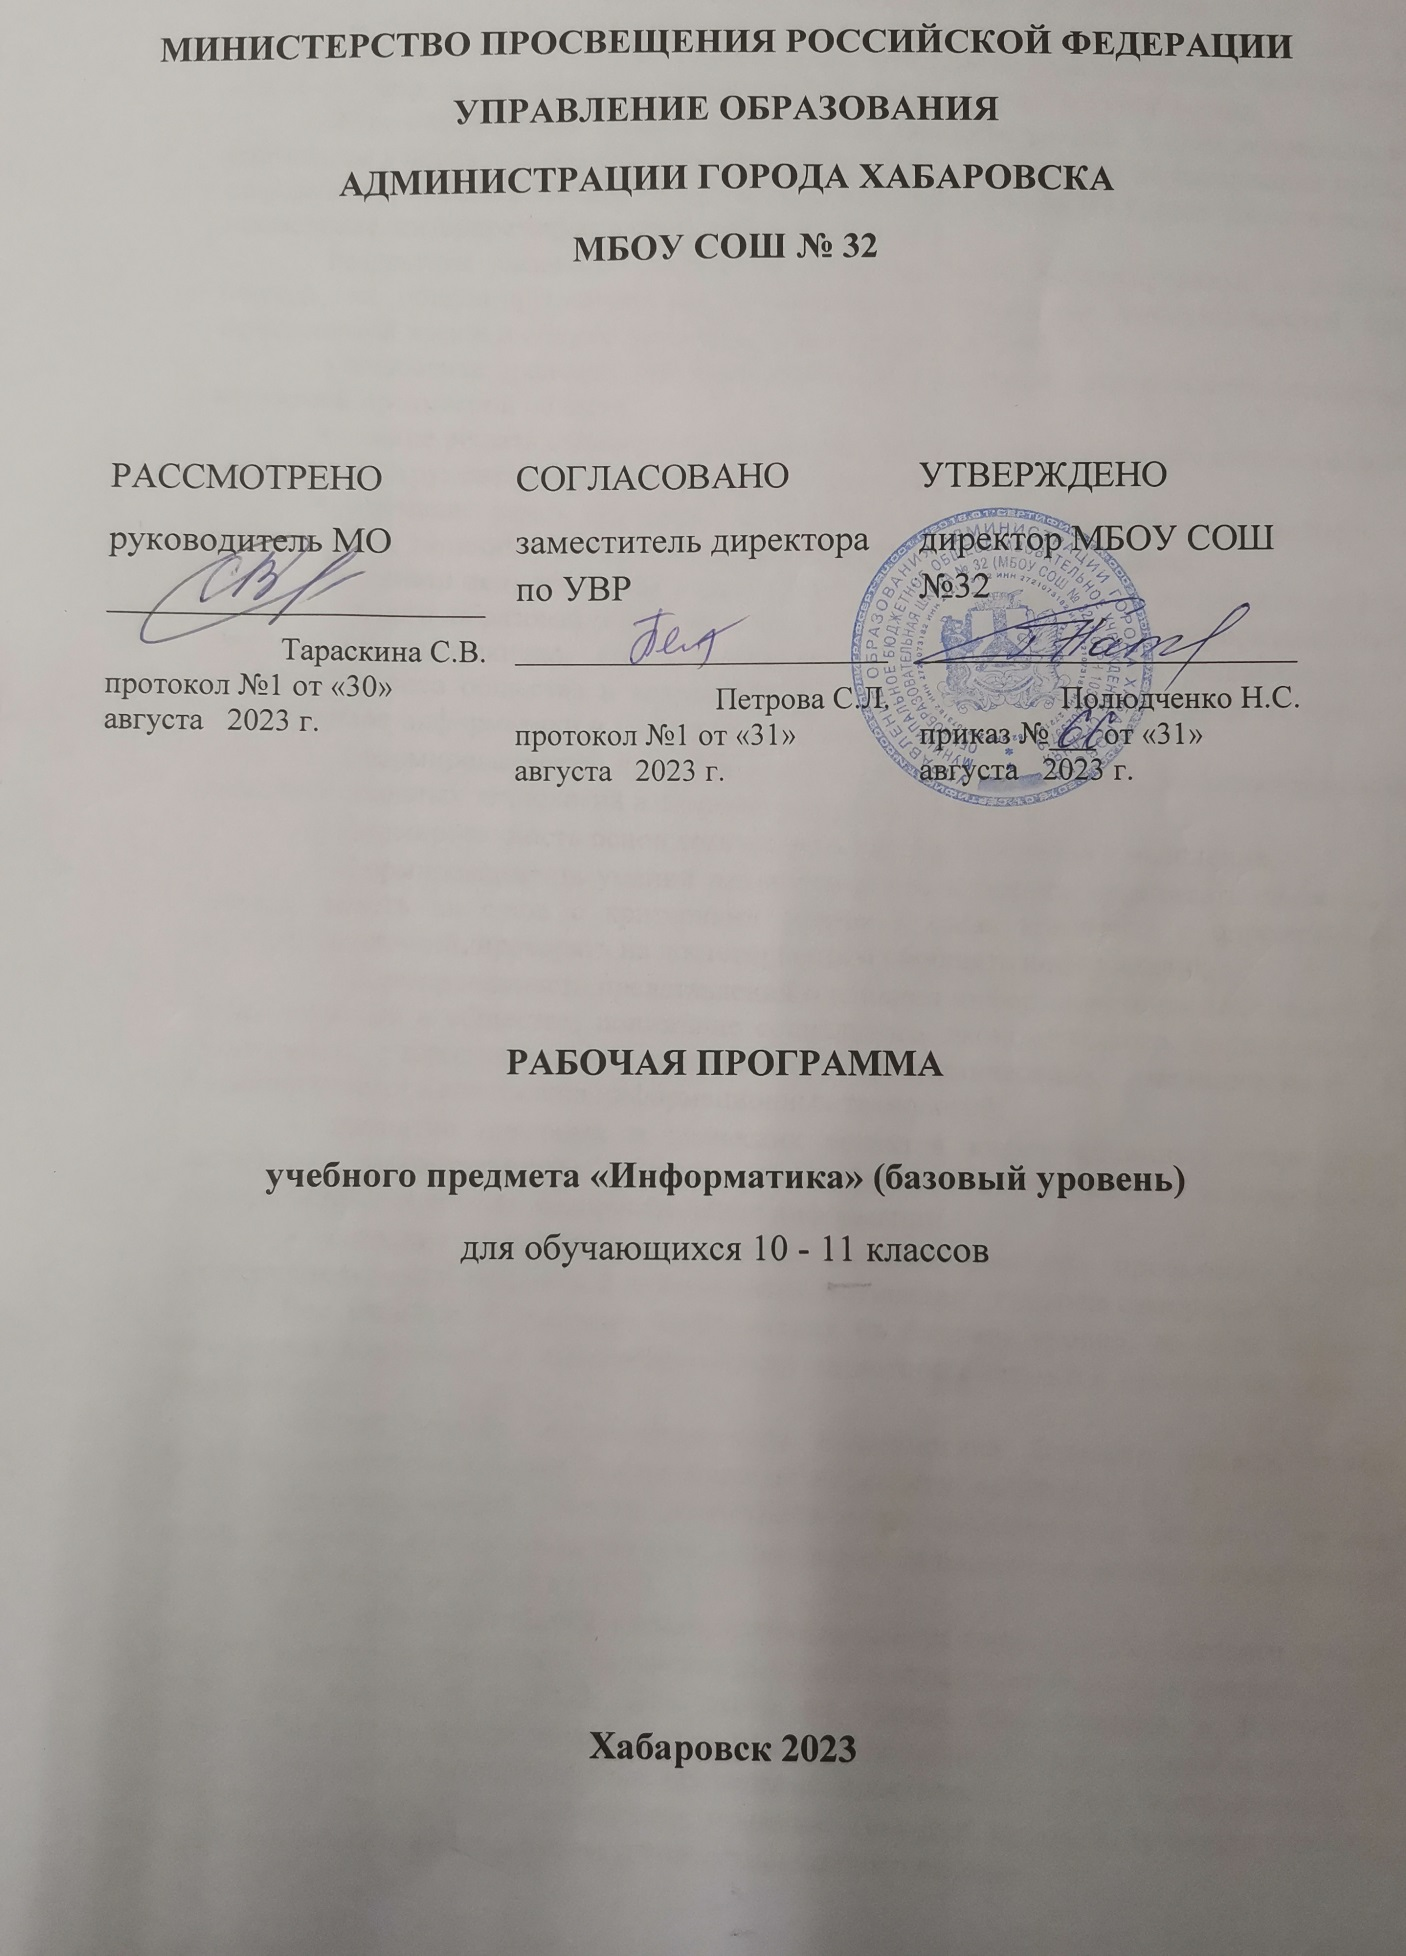 МИНИСТЕРСТВО ПРОСВЕЩЕНИЯ РОССИЙСКОЙ ФЕДЕРАЦИИ
УПРАВЛЕНИЕ ОБРАЗОВАНИЯ
АДМИНИСТРАЦИИ ГОРОДА ХАБАРОВСКА
МБОУ СОШ № 32
РАССМОТРЕНО
руководитель МО
Тараскина С.В.
протокол №1 от «30»
августа 2023 г.
СОГЛАСОВАНО
заместитель директора
по УВР
Петрова С.Л.
протокол №1 от «31»
августа 2023 г.
УТВЕРЖДЕНО
директор МБОУ СОШ
№32
Полюдченко Н.С.
приказ № 66 от «31»
августа 2023 г.
РАБОЧАЯ ПРОГРАММА
учебного предмета «Информатика» (базовый уровень)
для обучающихся 10 - 11 классов
Хабаровск 2023